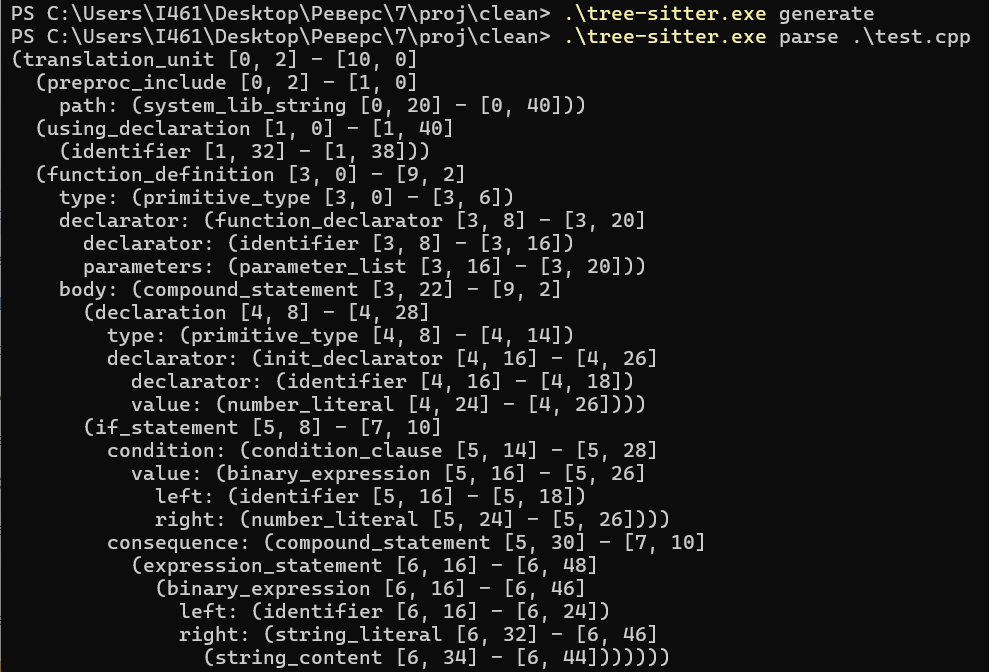 PS C:\Users\I461\Desktop\Реверс\7\proj\clean> .\tree-sitter.exe generate
PS C:\Users\I461\Desktop\Реверс\7\proj\clean> .\tree-sitter.exe parse .\test.cpp
(translation_unit [0, 2] - [10, 0]
  (preproc_include [0, 2] - [1, 0]
    path: (system_lib_string [0, 20] - [0, 40]))
  (using_declaration [1, 0] - [1, 40]
    (identifier [1, 32] - [1, 38]))
  (function_definition [3, 0] - [9, 2]
    type: (primitive_type [3, 0] - [3, 6])
    declarator: (function_declarator [3, 8] - [3, 20]
      declarator: (identifier [3, 8] - [3, 16])
      parameters: (parameter_list [3, 16] - [3, 20]))
    body: (compound_statement [3, 22] - [9, 2]
      (declaration [4, 8] - [4, 28]
        type: (primitive_type [4, 8] - [4, 14])
        declarator: (init_declarator [4, 16] - [4, 26]
          declarator: (identifier [4, 16] - [4, 18])
          value: (number_literal [4, 24] - [4, 26])))
      (if_statement [5, 8] - [7, 10]
        condition: (condition_clause [5, 14] - [5, 28]
          value: (binary_expression [5, 16] - [5, 26]
            left: (identifier [5, 16] - [5, 18])
            right: (number_literal [5, 24] - [5, 26])))
        consequence: (compound_statement [5, 30] - [7, 10]
          (expression_statement [6, 16] - [6, 48]
            (binary_expression [6, 16] - [6, 46]
              left: (identifier [6, 16] - [6, 24])
              right: (string_literal [6, 32] - [6, 46]
                (string_content [6, 34] - [6, 44])))))))